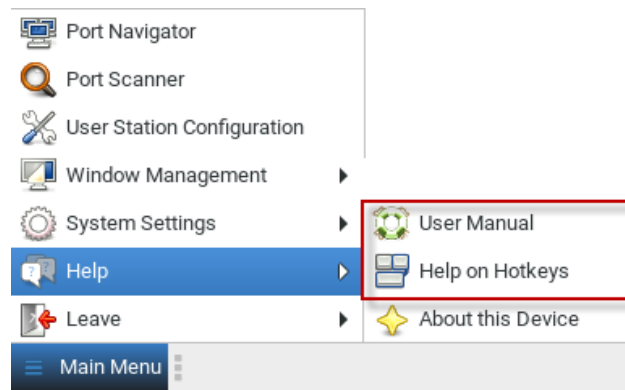 Port Navigator
Port Scanner
User Station Configuration
Window Management
System Settings
Help
Leave
User Manual
Help on Hotkeys
About this Device
Main Menu